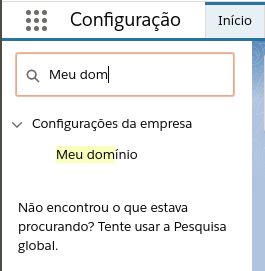 Configuração
Início
Meu dom
Configurações da empresa
Meu domínio
Não encontrou o que estava
procurando? Tente usar a Pesquisa
global.